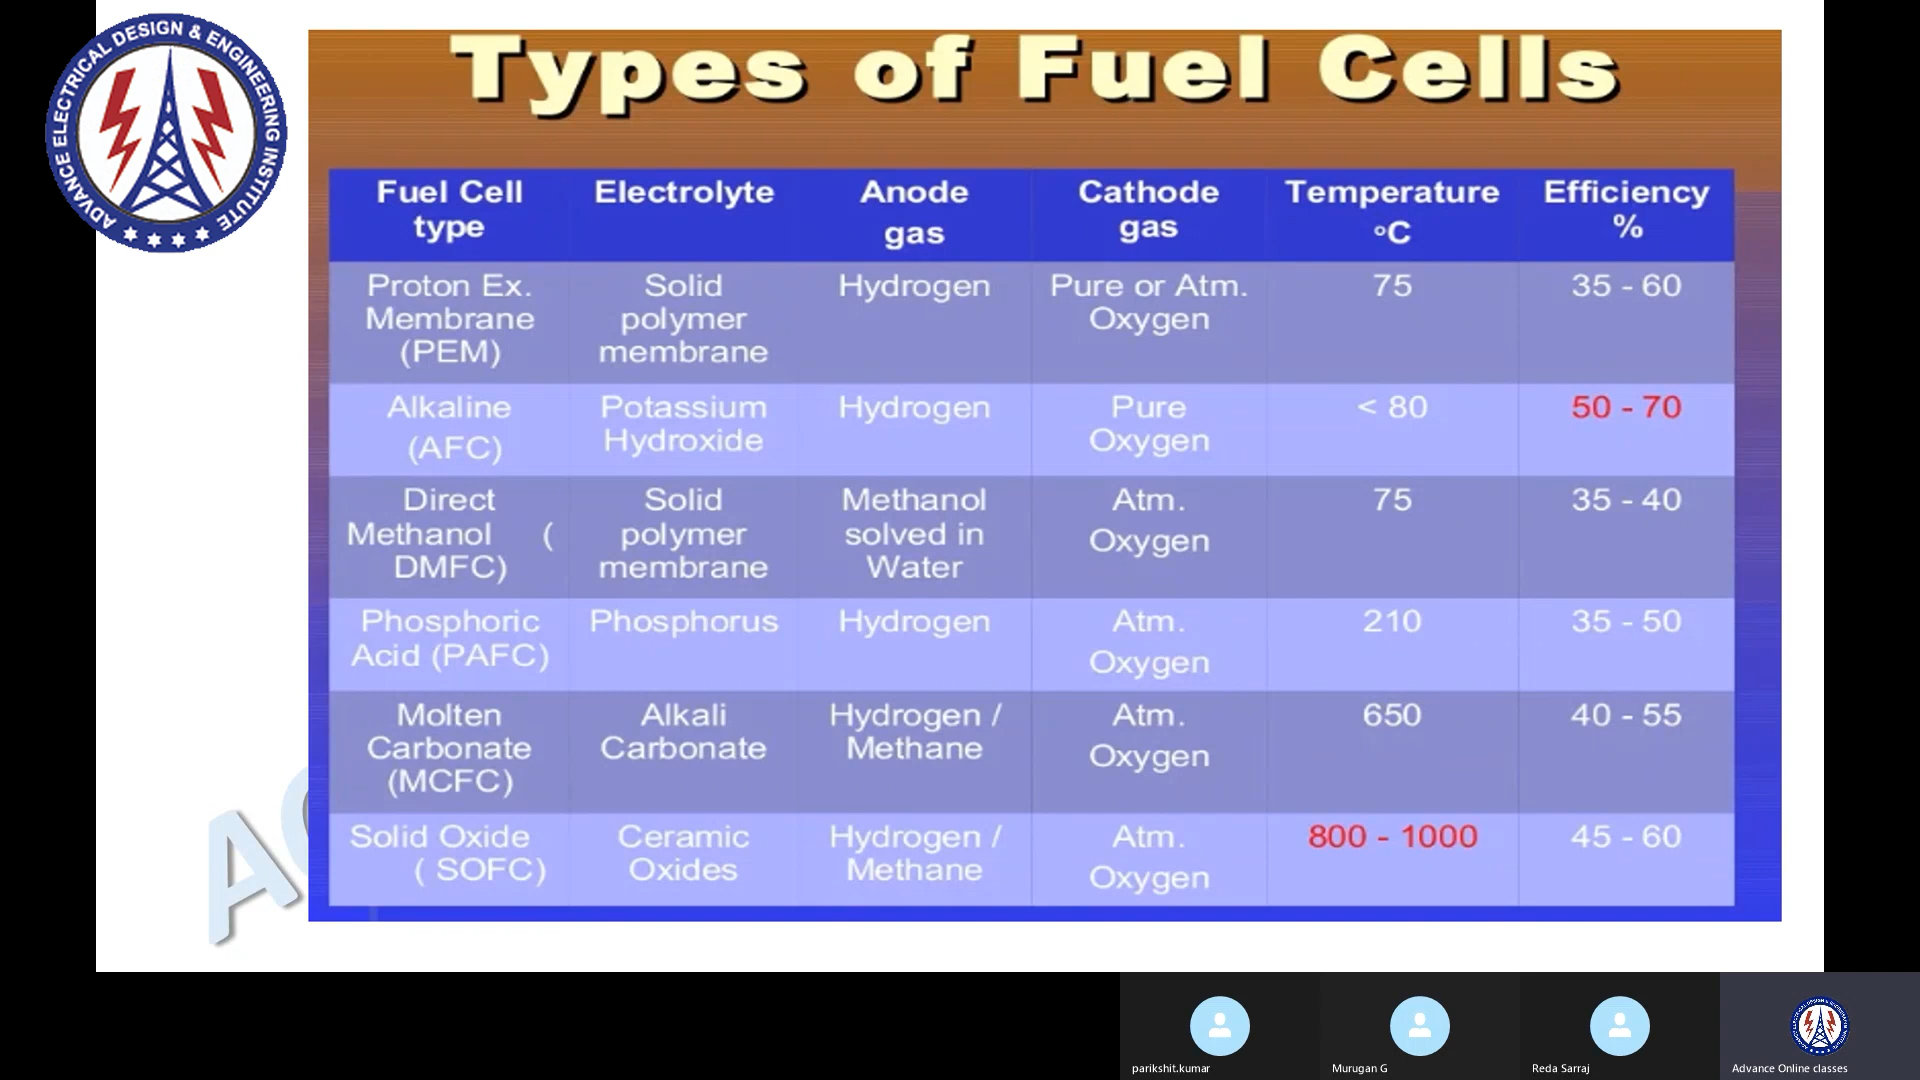 ADVANCE ELECTRICAL DESIGN & ENGINEERING INSTITUTE
Types of Fuel Cells
Fuel Cell
type
Electrolyte
Anode
gas
Cathode
gas
Temperature
°C
Efficiency
%
Proton Ex.
Membrane
(PEM)
Solid
polymer
membrane
Hydrogen
Pure or Atm.
Oxygen
75
35 - 60
Alkaline
(AFC)
Potassium
Hydroxide
Hydrogen
Pure
Oxygen
< 80
50 - 70
Direct
Methanol (
DMFC)
Solid
polymer
membrane
Methanol
solved in
Water
Atm.
Oxygen
75
35 - 40
Phosphoric
Acid (PAFC)
Phosphorus
Hydrogen
Atm.
Oxygen
210
35 - 50
Molten
Carbonate
(MCFC)
Alkali
Carbonate
Hydrogen /
Methane
Atm.
Oxygen
650
40 - 55
Solid Oxide
( SOFC)
Ceramic
Oxides
Hydrogen /
Methane
Atm.
Oxygen
800 - 1000
45 - 60
parikshit.kumar
Murugan G
Reda Sarraj
Advance Online classes